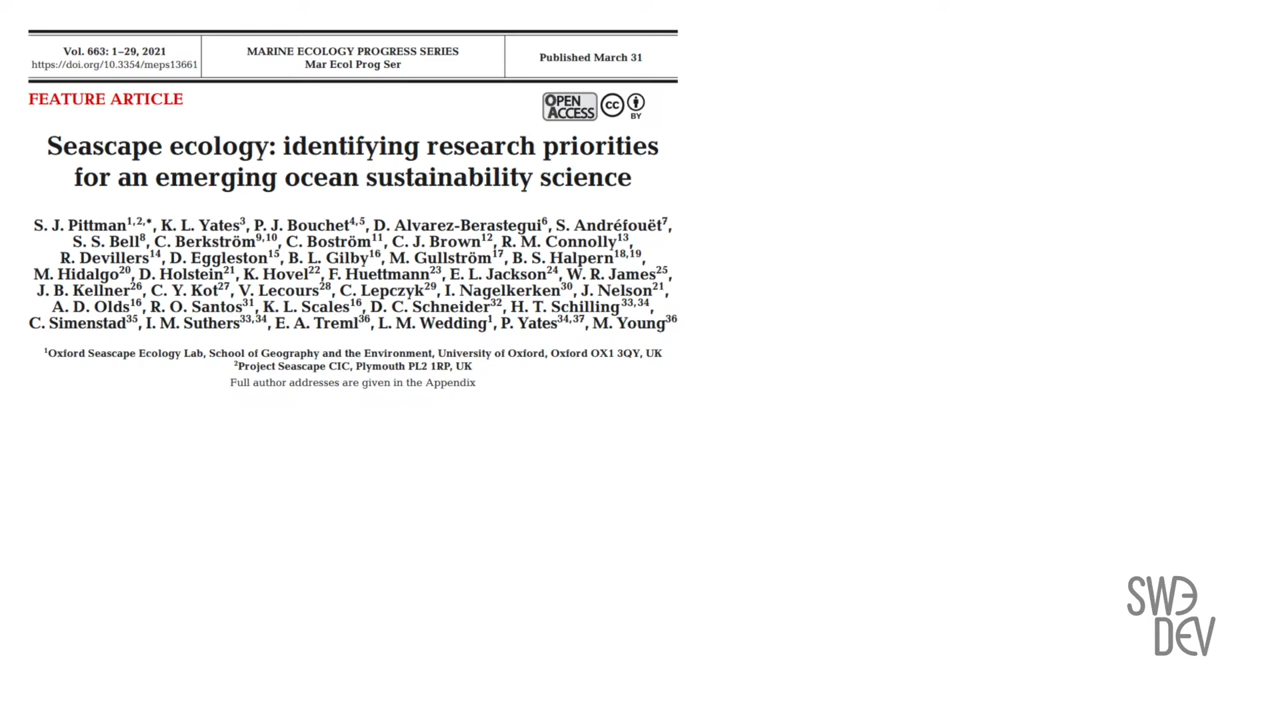 Vol. 663: 1–29, 2021
https://doi.org/10.3354/meps13661
MARINE ECOLOGY PROGRESS SERIES
Mar Ecol Prog Ser
Published March 31
FEATURE ARTICLE
OPEN
ACCESS
CC
BY
Seascape ecology: identifying research priorities
for an emerging ocean sustainability science
S. J. Pittman1,2,*, K. L. Yates3, P. J. Bouchet4,5, D. Alvarez-Berastegui6, S. Andréfouët7,
S. S. Bell8, C. Berkström9,10, C. Boström11, C. J. Brown12, R. M. Connolly13,
R. Devillers14, D. Eggleston15, B. L. Gilby16, M. Gullström17, B. S. Halpern18,19,
M. Hidalgo20, D. Holstein21, K. Hovel22, F. Huettmann23, E. L. Jackson24, W. R. James25,
J. B. Kellner26, C. Y. Kot27, V. Lecours28, C. Lepczyk29, I. Nagelkerken30, J. Nelson21,
A. D. Olds16, R. O. Santos31, K. L. Scales16, D. C. Schneider32, H. T. Schilling33,34,
C. Simenstad35, I. M. Suthers33,34, E. A. Treml36, L. M. Wedding1, P. Yates34,37, M. Young36
1Oxford Seascape Ecology Lab, School of Geography and the Environment, University of Oxford, Oxford OX1 3QY, UK
2Project Seascape CIC, Plymouth PL2 1RP, UK
Full author addresses are given in the Appendix
SWE
DEV